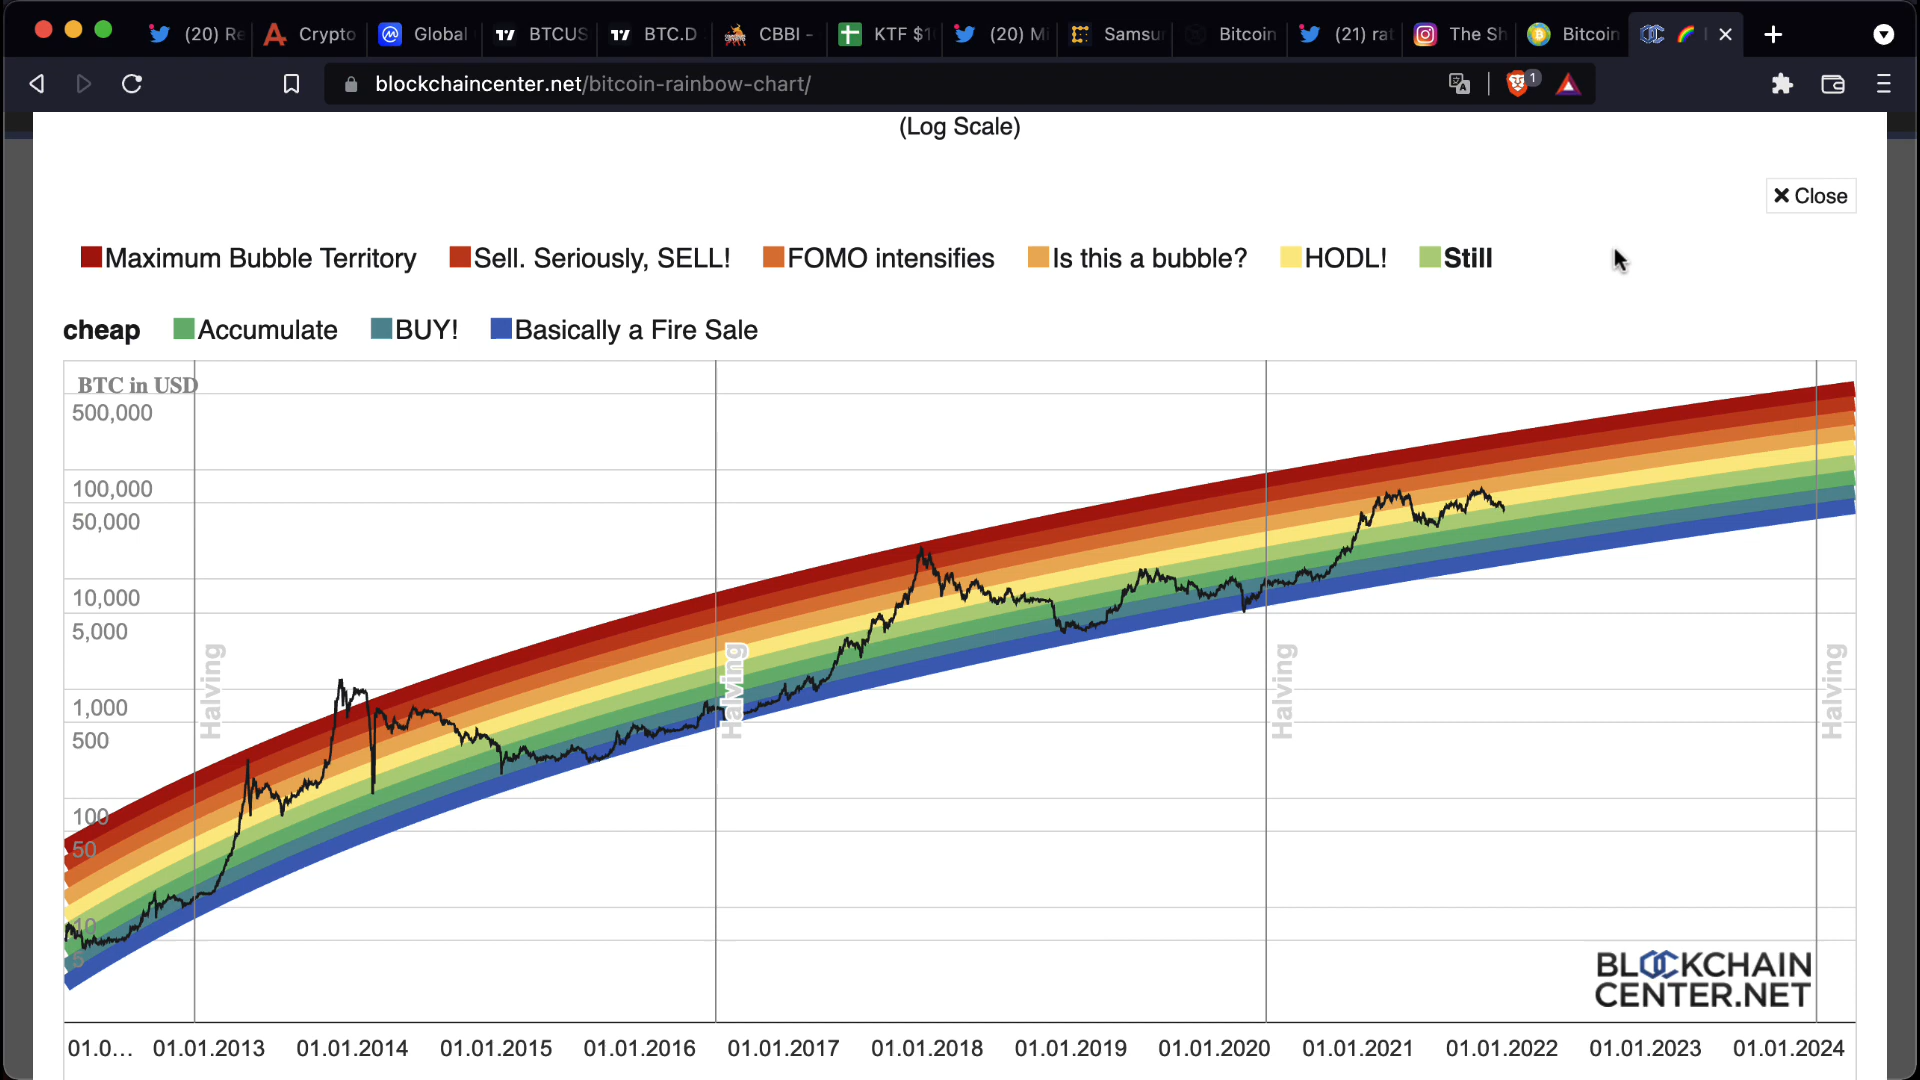 (20) Re Crypto Global BTCUS BTC.D CBBI - KTF $1 (20) Mi Samsu Bitcoin (21) rat The Sh Bitcoin
blockchaincenter.net/bitcoin-rainbow-chart/ 1
(Log Scale)
Close
Maximum Bubble Territory Sell. Seriously, SELL! FOMO intensifies Is this a bubble? HODL! Still
cheap Accumulate BUY! Basically a Fire Sale
BTC in USD
500,000
100,000
50,000
10,000
5,000
1,000
500
100
50
10
5
Halving
Halving
Halving
Halving
BLOCKCHAIN
CENTER.NET
01.0... 01.01.2013 01.01.2014 01.01.2015 01.01.2016 01.01.2017 01.01.2018 01.01.2019 01.01.2020 01.01.2021 01.01.2022 01.01.2023 01.01.2024